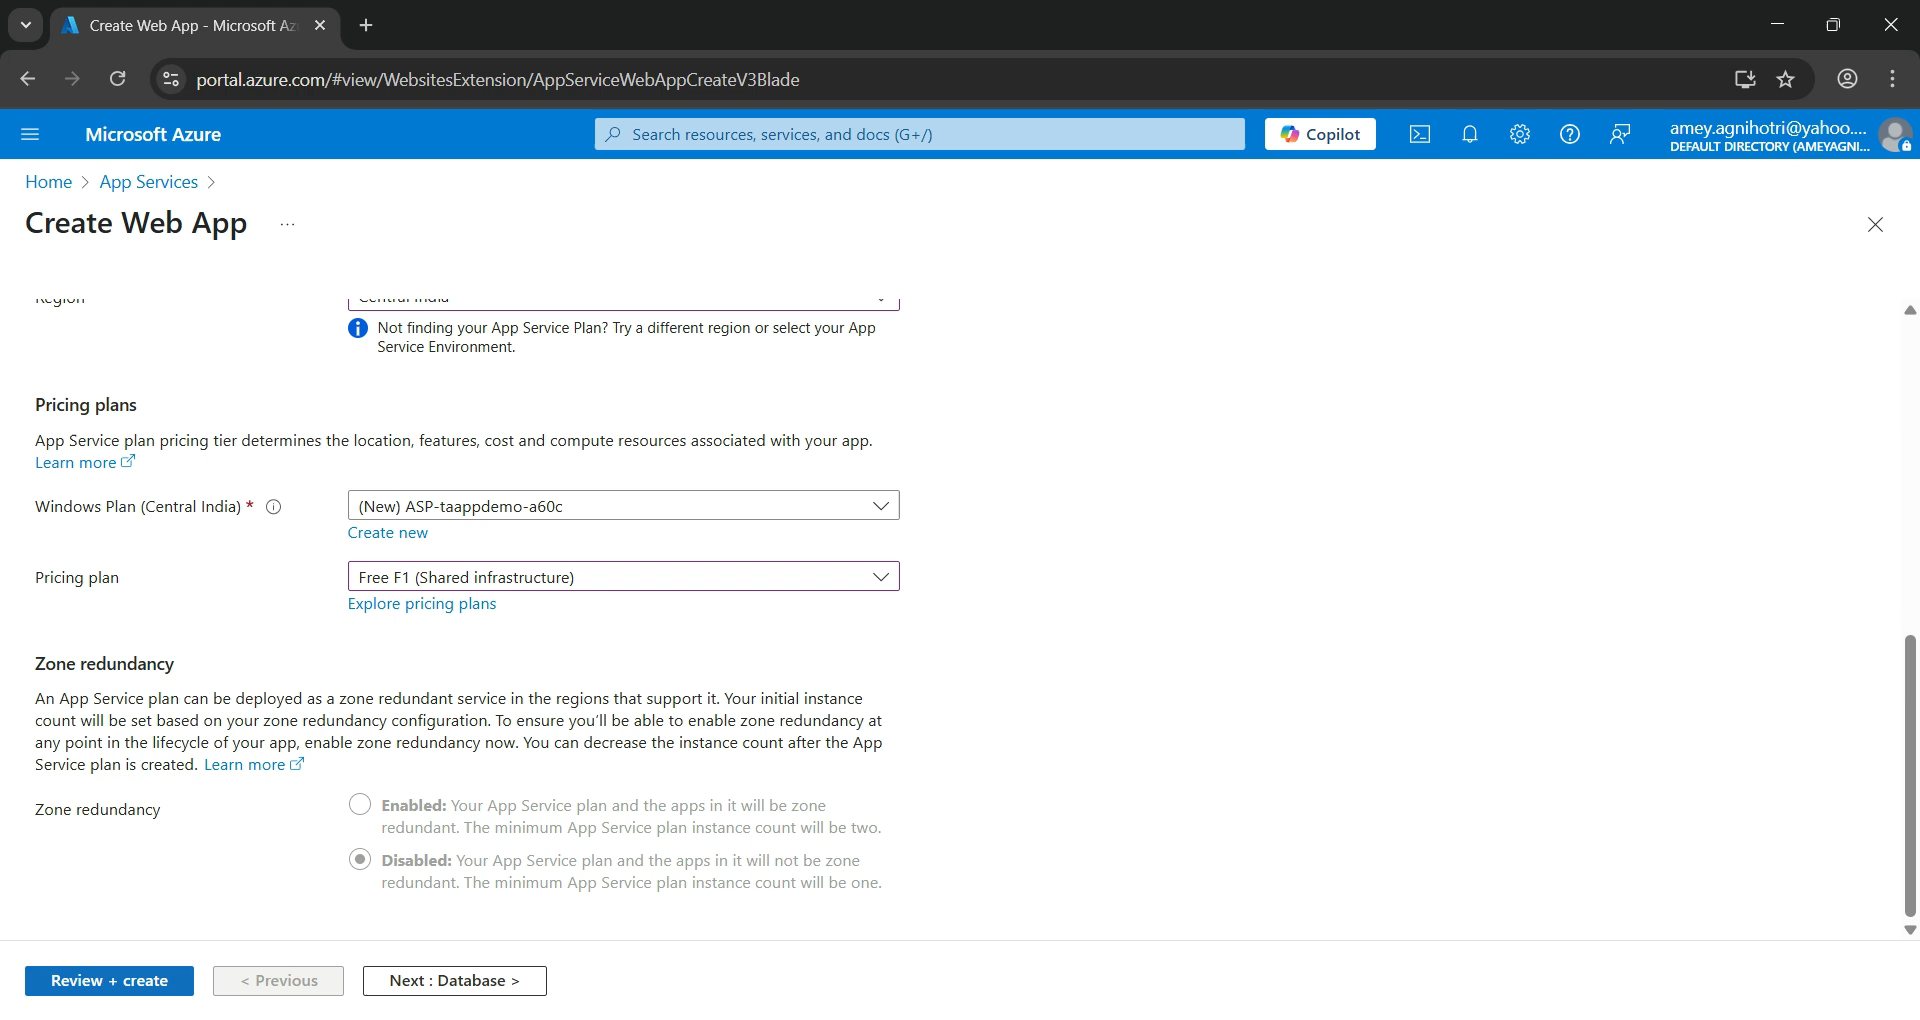 Create Web App - Microsoft Az
portal.azure.com/#view/WebsitesExtension/AppServiceWebAppCreateV3Blade
Microsoft Azure
Search resources, services, and docs (G+/)
Copilot
amey.agnihotri@yahoo....
DEFAULT DIRECTORY (AMEYAGNI...
Home > App Services >
Create Web App ...
Region
Central India
Not finding your App Service Plan? Try a different region or select your App
Service Environment.
Pricing plans
App Service plan pricing tier determines the location, features, cost and compute resources associated with your app.
Learn more
Windows Plan (Central India) *
(New) ASP-taappdemo-a60c
Create new
Pricing plan
Free F1 (Shared infrastructure)
Explore pricing plans
Zone redundancy
An App Service plan can be deployed as a zone redundant service in the regions that support it. Your initial instance
count will be set based on your zone redundancy configuration. To ensure you'll be able to enable zone redundancy at
any point in the lifecycle of your app, enable zone redundancy now. You can decrease the instance count after the App
Service plan is created. Learn more
Zone redundancy
Enabled: Your App Service plan and the apps in it will be zone
redundant. The minimum App Service plan instance count will be two.
Disabled: Your App Service plan and the apps in it will not be zone
redundant. The minimum App Service plan instance count will be one.
Review + create
< Previous
Next : Database >